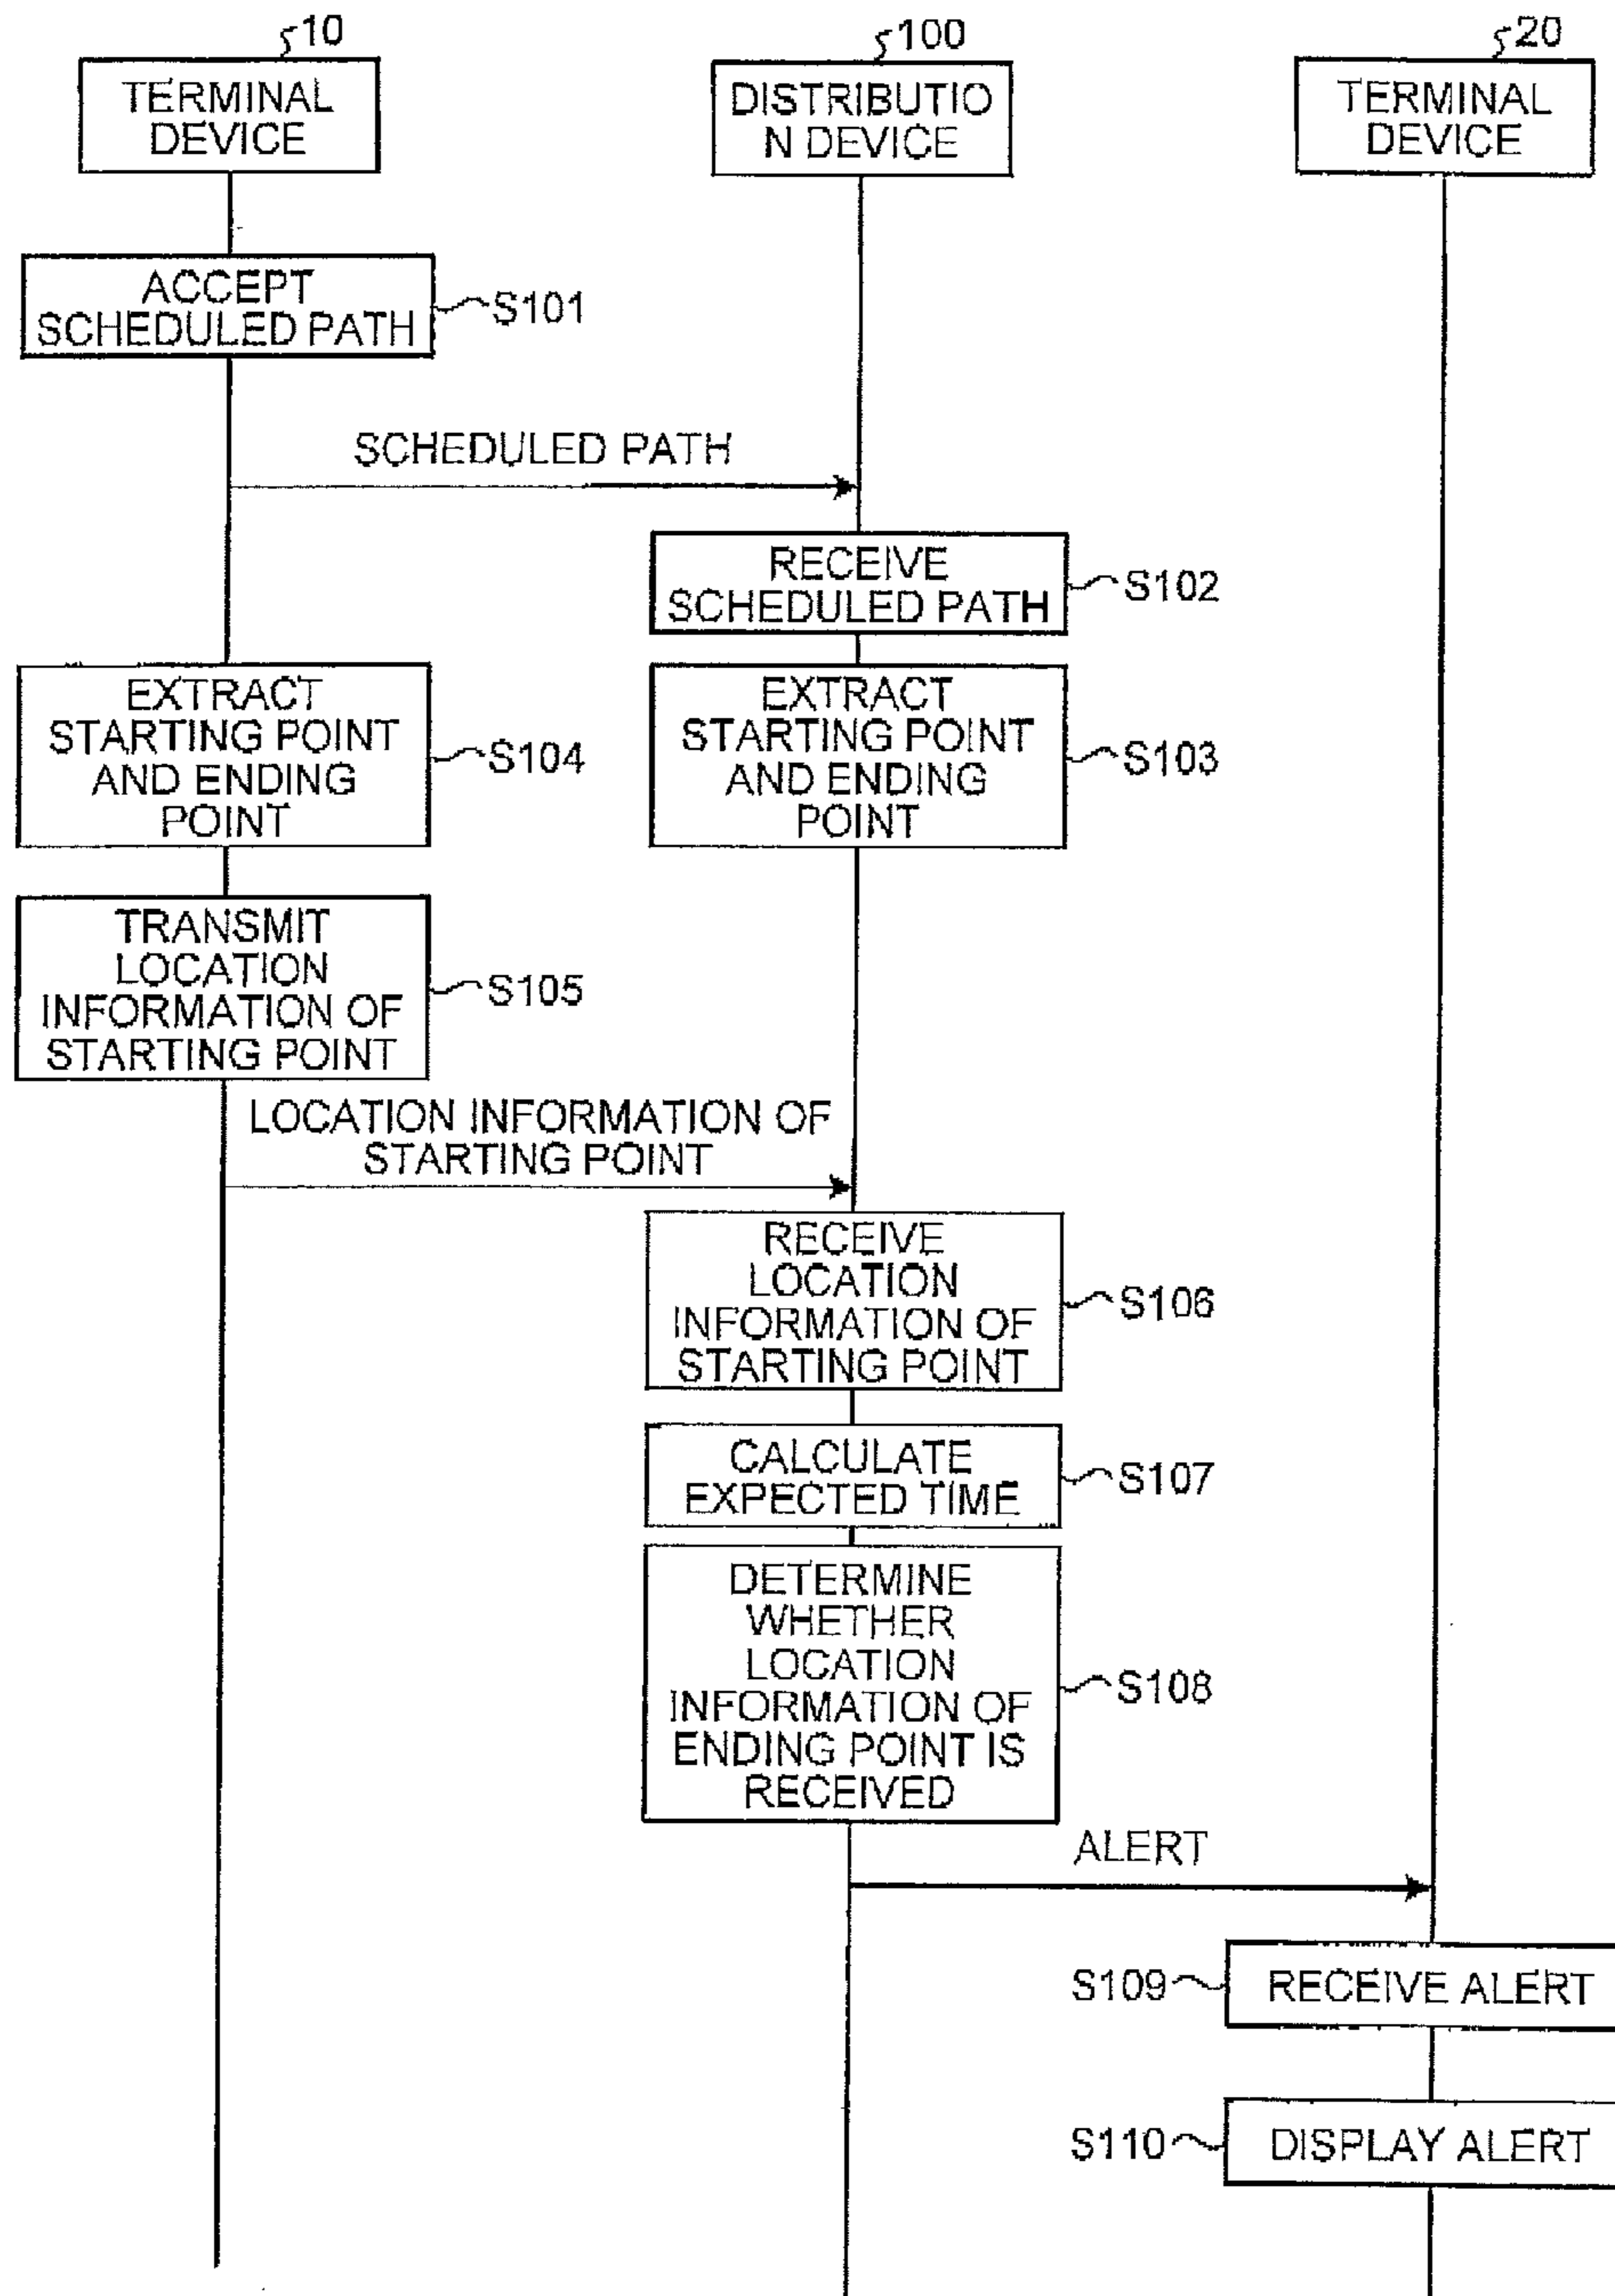 10
TERMINAL
DEVICE
100
DISTRIBUTIO
N DEVICE
20
TERMINAL
DEVICE
ACCEPT
SCHEDULED PATH
S101
SCHEDULED PATH
RECEIVE
SCHEDULED PATH
S102
EXTRACT
STARTING POINT
AND ENDING
POINT
S104
EXTRACT
STARTING POINT
AND ENDING
POINT
S103
TRANSMIT
LOCATION
INFORMATION OF
STARTING POINT
S105
LOCATION INFORMATION OF
STARTING POINT
RECEIVE
LOCATION
INFORMATION OF
STARTING POINT
S106
CALCULATE
EXPECTED TIME
S107
DETERMINE
WHETHER
LOCATION
INFORMATION OF
ENDING POINT IS
RECEIVED
S108
ALERT
S109
RECEIVE ALERT
S110
DISPLAY ALERT